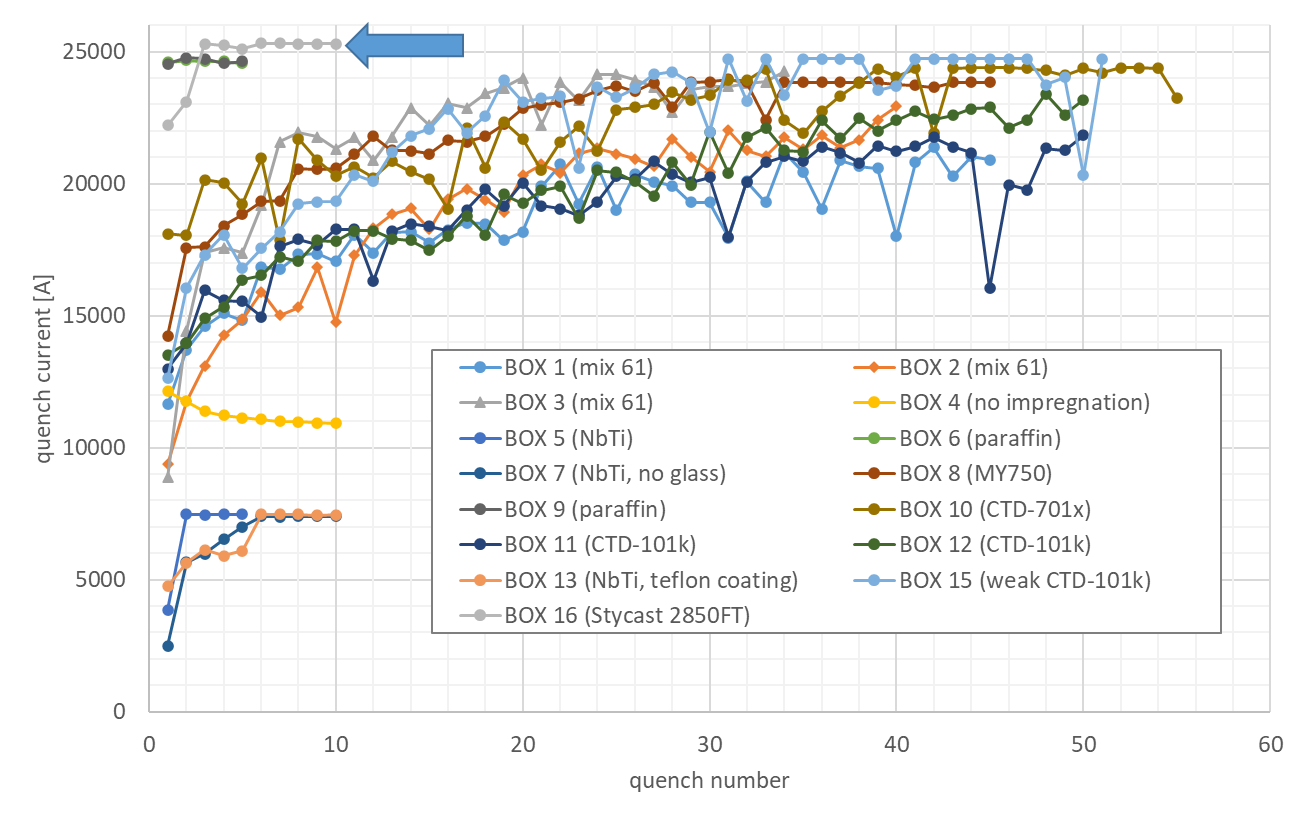 25000
20000
15000
10000
5000
0
quench current [A]
BOX 1 (mix 61) BOX 2 (mix 61)
BOX 3 (mix 61) BOX 4 (no impregnation)
BOX 5 (NbTi) BOX 6 (paraffin)
BOX 7 (NbTi, no glass) BOX 8 (MY750)
BOX 9 (paraffin) BOX 10 (CTD-701x)
BOX 11 (CTD-101k) BOX 12 (CTD-101k)
BOX 13 (NbTi, teflon coating) BOX 15 (weak CTD-101k)
BOX 16 (Stycast 2850FT)
0 10 20 30 40 50 60
quench number